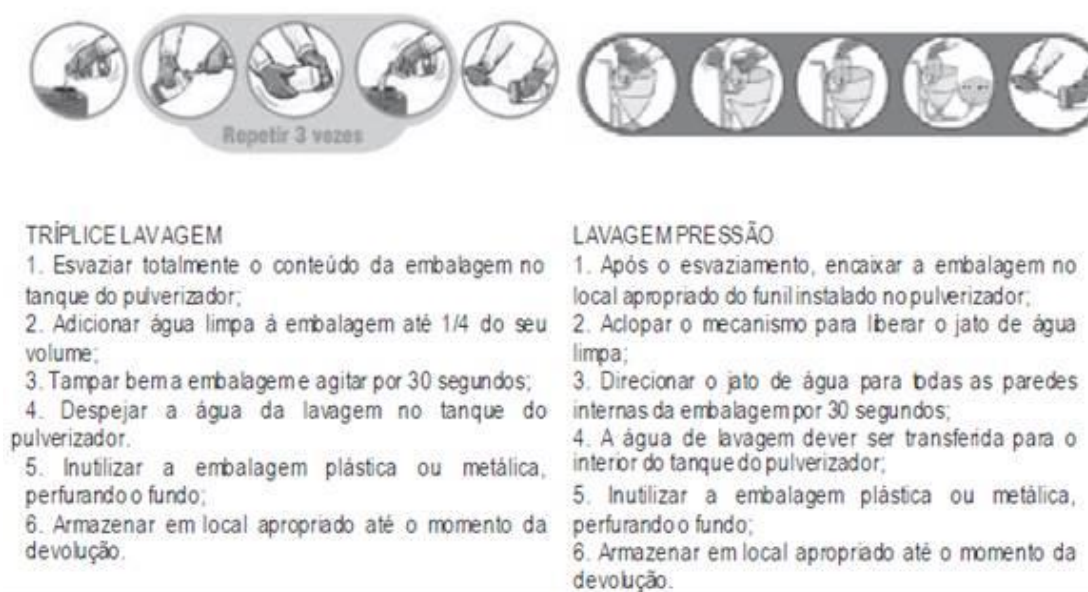 Repetir 3 vezes
TRÍPLICE LAVAGEM
1. Esvaziar totalmente o conteúdo da embalagem no
tanque do pulverizador;
2. Adicionar água limpa á embalagem até 1/4 do seu
volume;
3. Tampar bem a embalagem e agitar por 30 segundos;
4. Despejar a água da lavagem no tanque do
pulverizador.
5. Inutilizar a embalagem plástica ou metálica,
perfurando o fundo;
6. Armazenar em local apropriado até o momento da
devolução.
LAVAGEM PRESSÃO
1. Após o esvaziamento, encaixar a embalagem no
local apropriado do funil instalado no pulverizador;
2. Aclopar o mecanismo para liberar o jato de água
limpa;
3. Direcionar o jato de água para todas as paredes
internas da embalagem por 30 segundos;
4. A água de lavagem dever ser transferida para o
interior do tanque do pulverizador;
5. Inutilizar a embalagem plástica ou metálica,
perfurando o fundo;
6. Armazenar em local apropriado até o momento da
devolução.